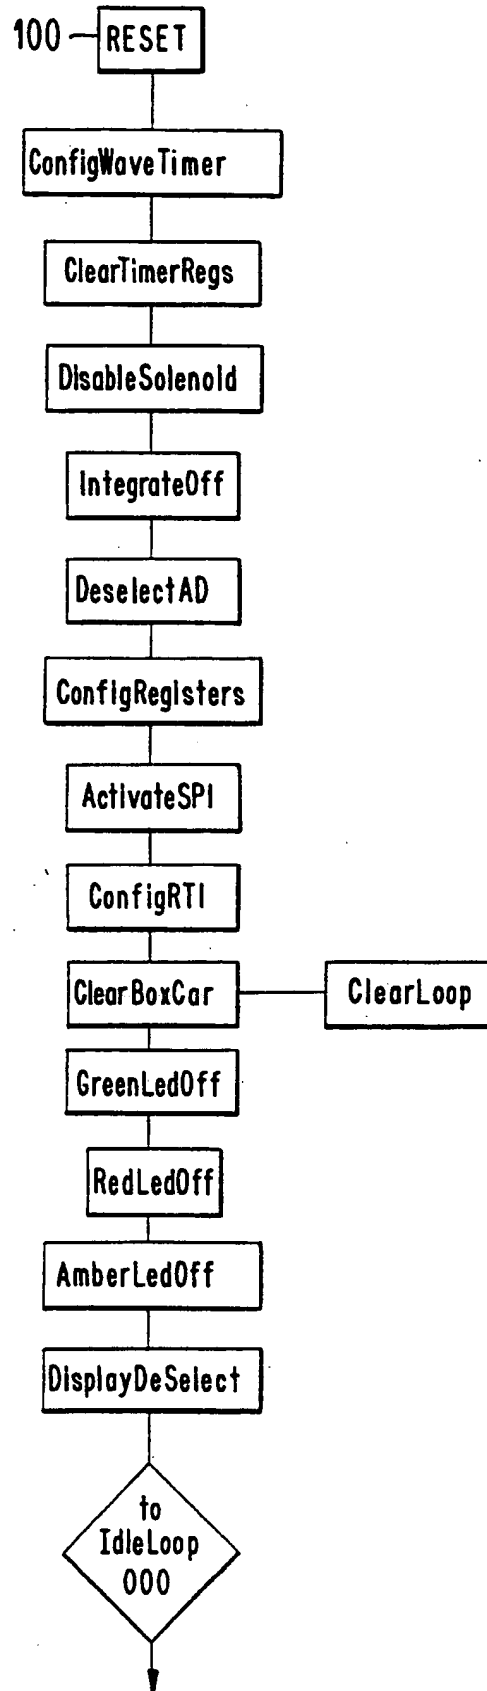 100 RESET
ConfigWaveTimer
ClearTimerRegs
DisableSolenoid
IntegrateOff
DeselectAD
ConfigRegisters
ActivateSPI
ConfigRTI
ClearBoxCar ClearLoop
GreenLedOff
RedLedOff
AmberLedOff
DisplayDeSelect
to
IdleLoop
000